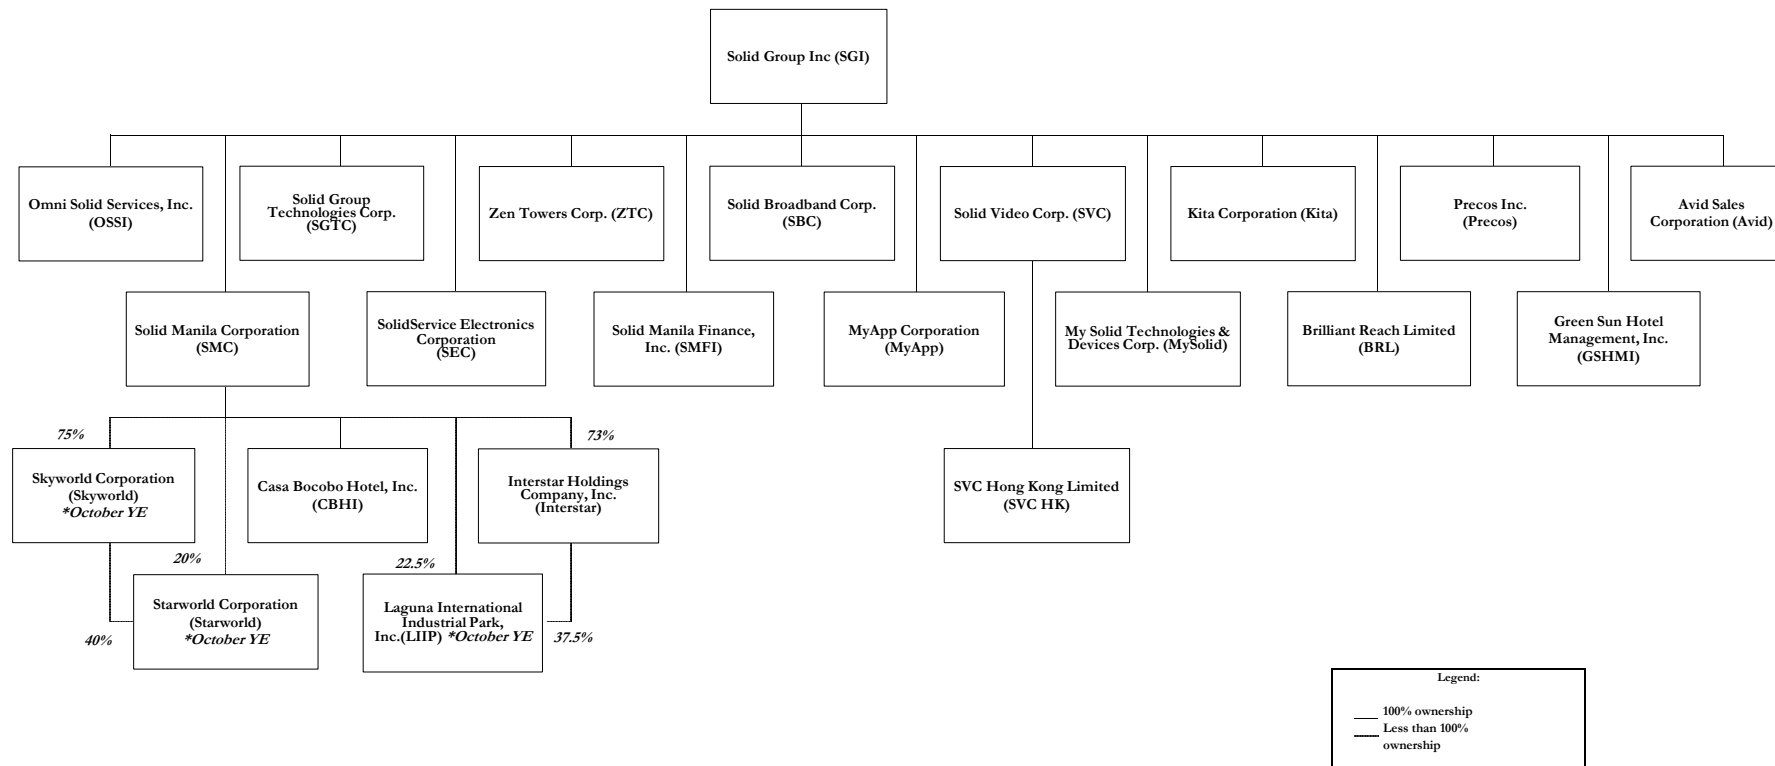 Solid Group Inc (SGI)
Omni Solid Services, Inc.
(OSSI)
Solid Group
Technologies Corp.
(SGTC)
Zen Towers Corp. (ZTC)
Solid Broadband Corp.
(SBC)
Solid Video Corp. (SVC)
Kita Corporation (Kita)
Precos Inc.
(Precos)
Avid Sales
Corporation (Avid)
Solid Manila Corporation
(SMC)
SolidService Electronics
Corporation
(SEC)
Solid Manila Finance,
Inc. (SMFI)
MyApp Corporation
(MyApp)
My Solid Technologies &
Devices Corp. (MySolid)
Brilliant Reach Limited
(BRL)
Green Sun Hotel
Management, Inc.
(GSHMI)
75%
73%
Skyworld Corporation
(Skyworld)
*October YE
Casa Bocobo Hotel, Inc.
(CBHI)
Interstar Holdings
Company, Inc.
(Interstar)
SVC Hong Kong Limited
(SVC HK)
20%
22.5%
Starworld Corporation
(Starworld)
*October YE
Laguna International
Industrial Park,
Inc.(LIIP) *October YE
40%
37.5%
Legend:
100% ownership
Less than 100%
ownership